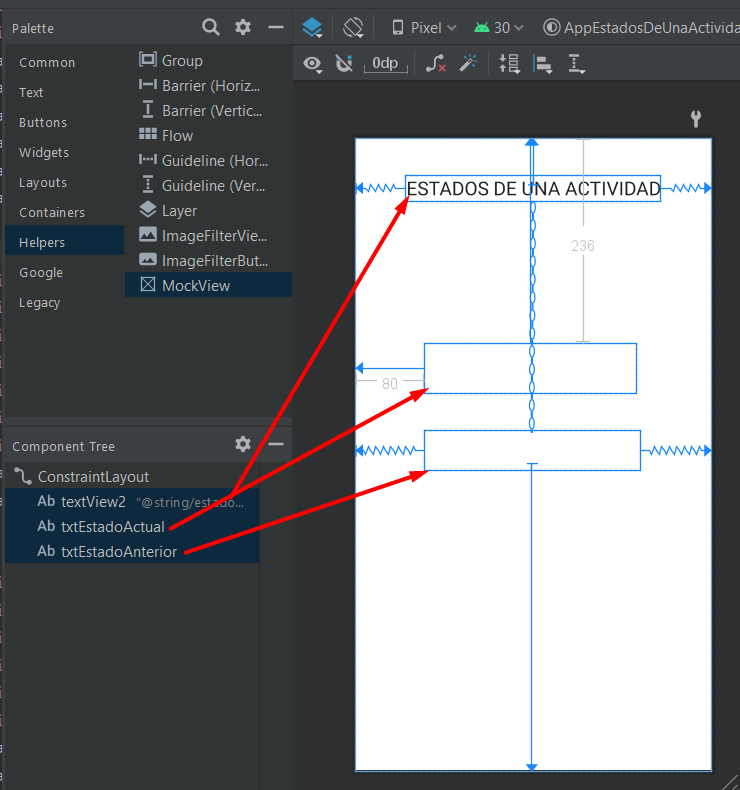 Palette
Common
Text
Buttons
Widgets
Layouts
Containers
Helpers
Google
Legacy
Group
Barrier (Horiz...
Barrier (Vertic...
Flow
Guideline (Hor...
Guideline (Ver...
Layer
ImageFilterVie...
ImageFilterBut...
MockView
Pixel
30
AppEstadosDeUnaActivida
0dp
ESTADOS DE UNA ACTIVIDAD
236
80
Component Tree
ConstraintLayout
Ab textView2 "@string/estado...
Ab txtEstadoActual
Ab txtEstadoAnterior